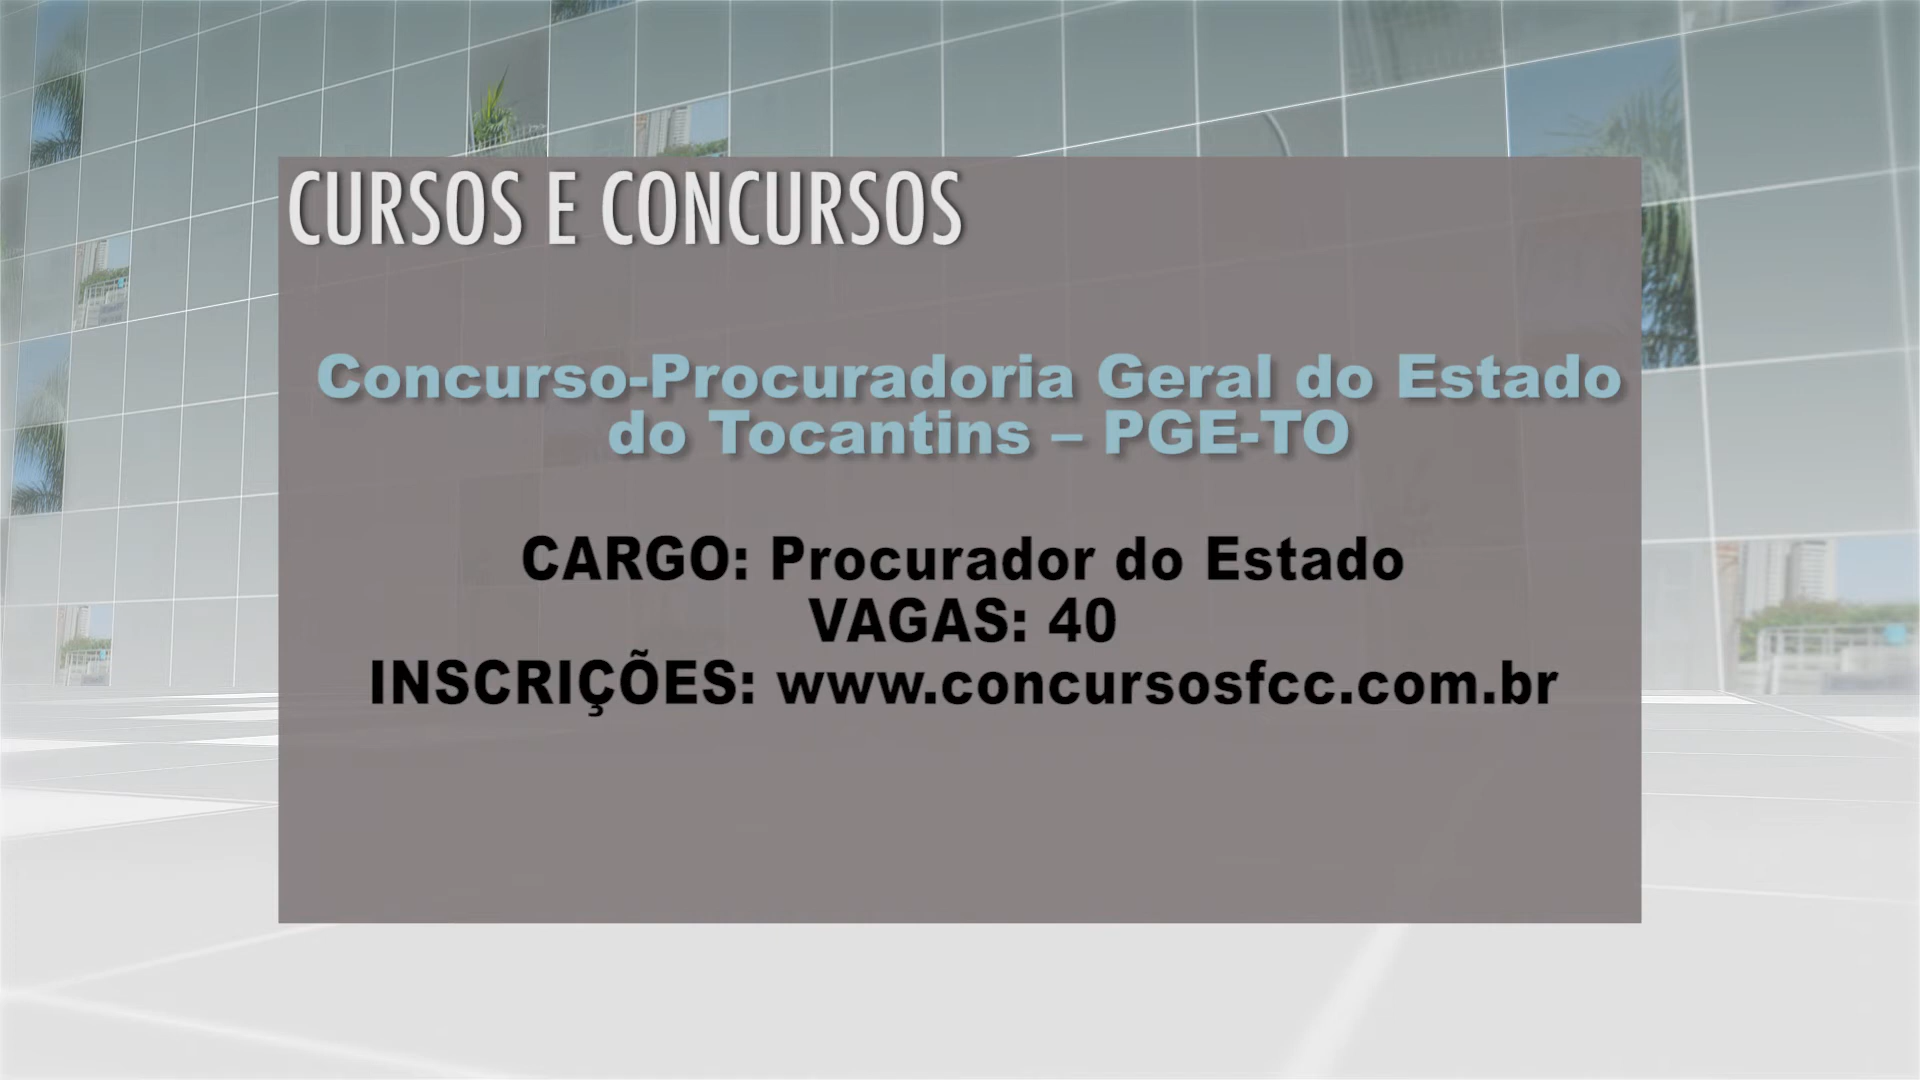 CURSOS E CONCURSOS
Concurso-Procuradoria Geral do Estado
do Tocantins – PGE-TO
CARGO: Procurador do Estado
VAGAS: 40
INSCRIÇÕES: www.concursosfcc.com.br